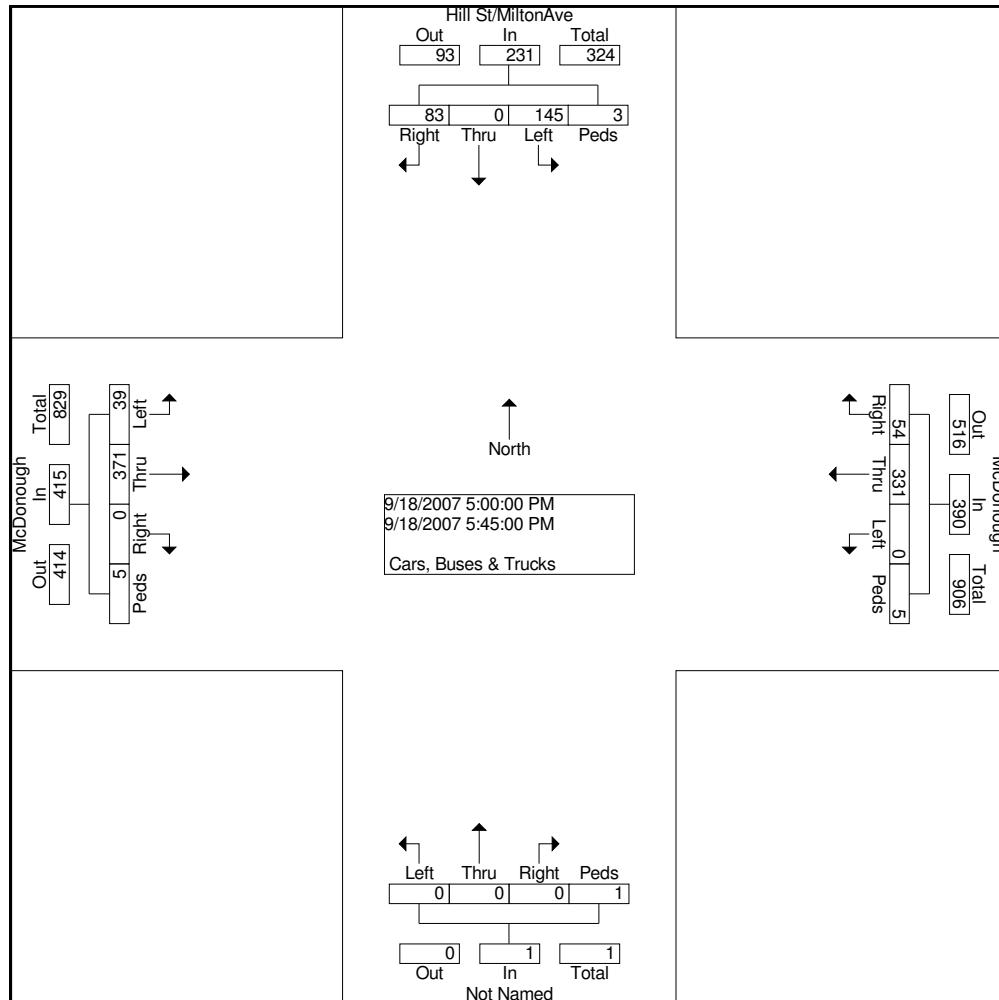 Hill St/MiltonAve
Out In Total
93 231 324
83 0 145 3
Right Thru Left Peds
McDonough
Total In Out
829 415 414
39 371 0 5
Left Thru Right Peds
North
9/18/2007 5:00:00 PM
9/18/2007 5:45:00 PM
Cars, Buses & Trucks
Right Thru Left Peds
54 331 0 5
516 390 906
Out In Total
McDonough
Left Thru Right Peds
0 0 0 1
0 1 1
Out In Total
Not Named